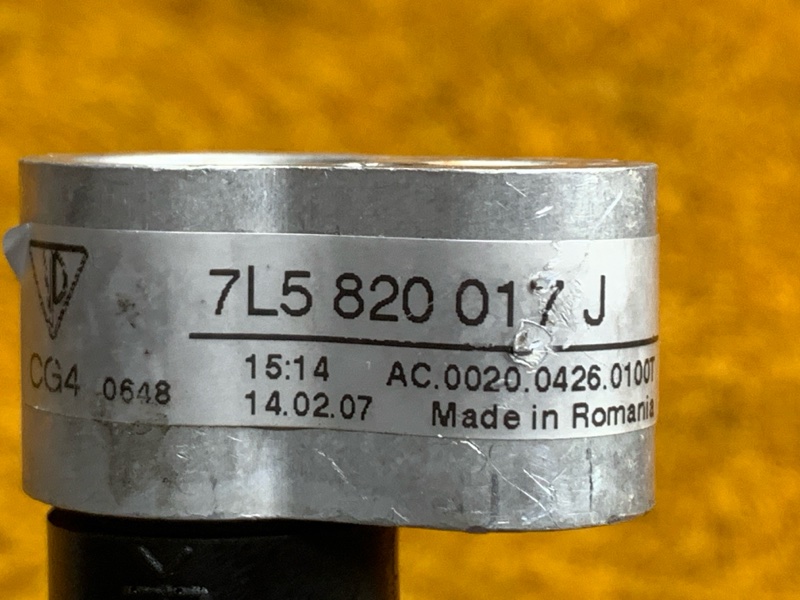 7L5 820 017 J
CG4 0648
15:14 AC.0020.0426.0100T
14.02.07 Made in Romania